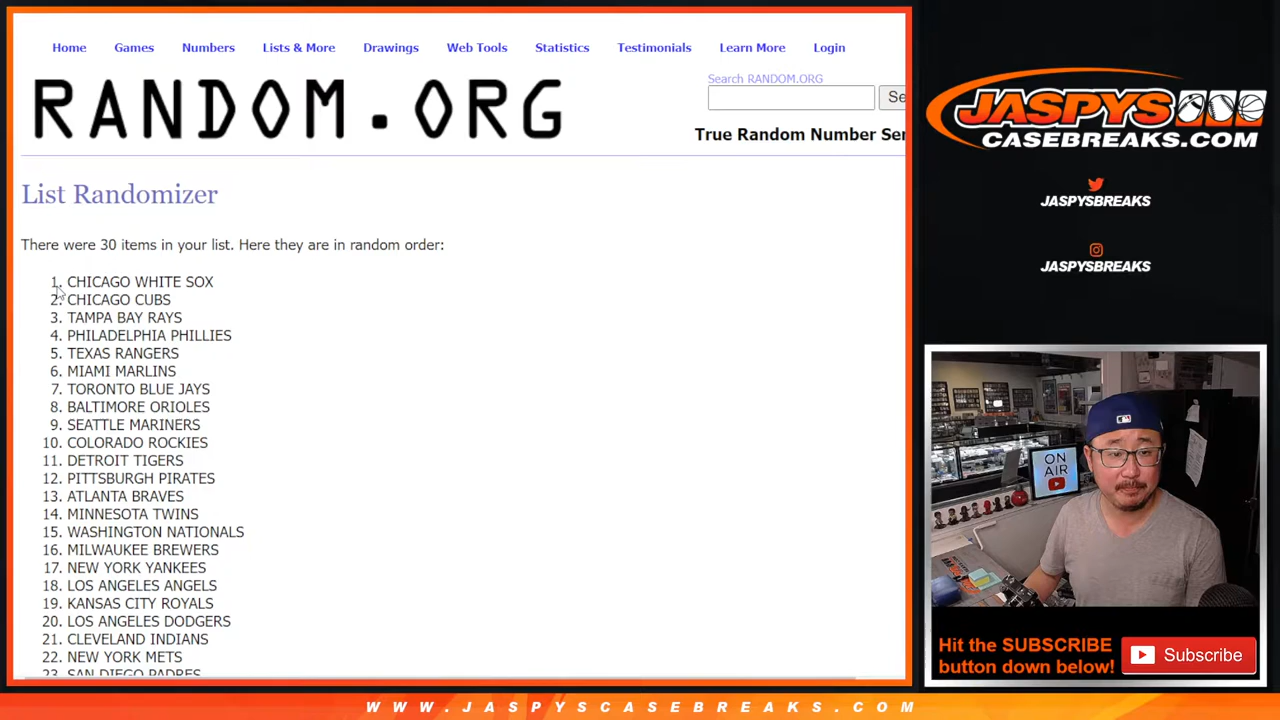 Home Games Numbers Lists & More Drawings Web Tools Statistics Testimonials Learn More Login
Search RANDOM.ORG
RANDOM.ORG
Se
True Random Number Ser
List Randomizer
There were 30 items in your list. Here they are in random order:
1. CHICAGO WHITE SOX
2. CHICAGO CUBS
3. TAMPA BAY RAYS
4. PHILADELPHIA PHILLIES
5. TEXAS RANGERS
6. MIAMI MARLINS
7. TORONTO BLUE JAYS
8. BALTIMORE ORIOLES
9. SEATTLE MARINERS
10. COLORADO ROCKIES
11. DETROIT TIGERS
12. PITTSBURGH PIRATES
13. ATLANTA BRAVES
14. MINNESOTA TWINS
15. WASHINGTON NATIONALS
16. MILWAUKEE BREWERS
17. NEW YORK YANKEES
18. LOS ANGELES ANGELS
19. KANSAS CITY ROYALS
20. LOS ANGELES DODGERS
21. CLEVELAND INDIANS
22. NEW YORK METS
23. SAN DIEGO PADRES
JASPYS
CASEBREAKS.COM
JASPYSBREAKS
JASPYSBREAKS
ON
AIR
Hit the SUBSCRIBE
button down below!
Subscribe
WWW.JASPYSCASEBREAKS.COM